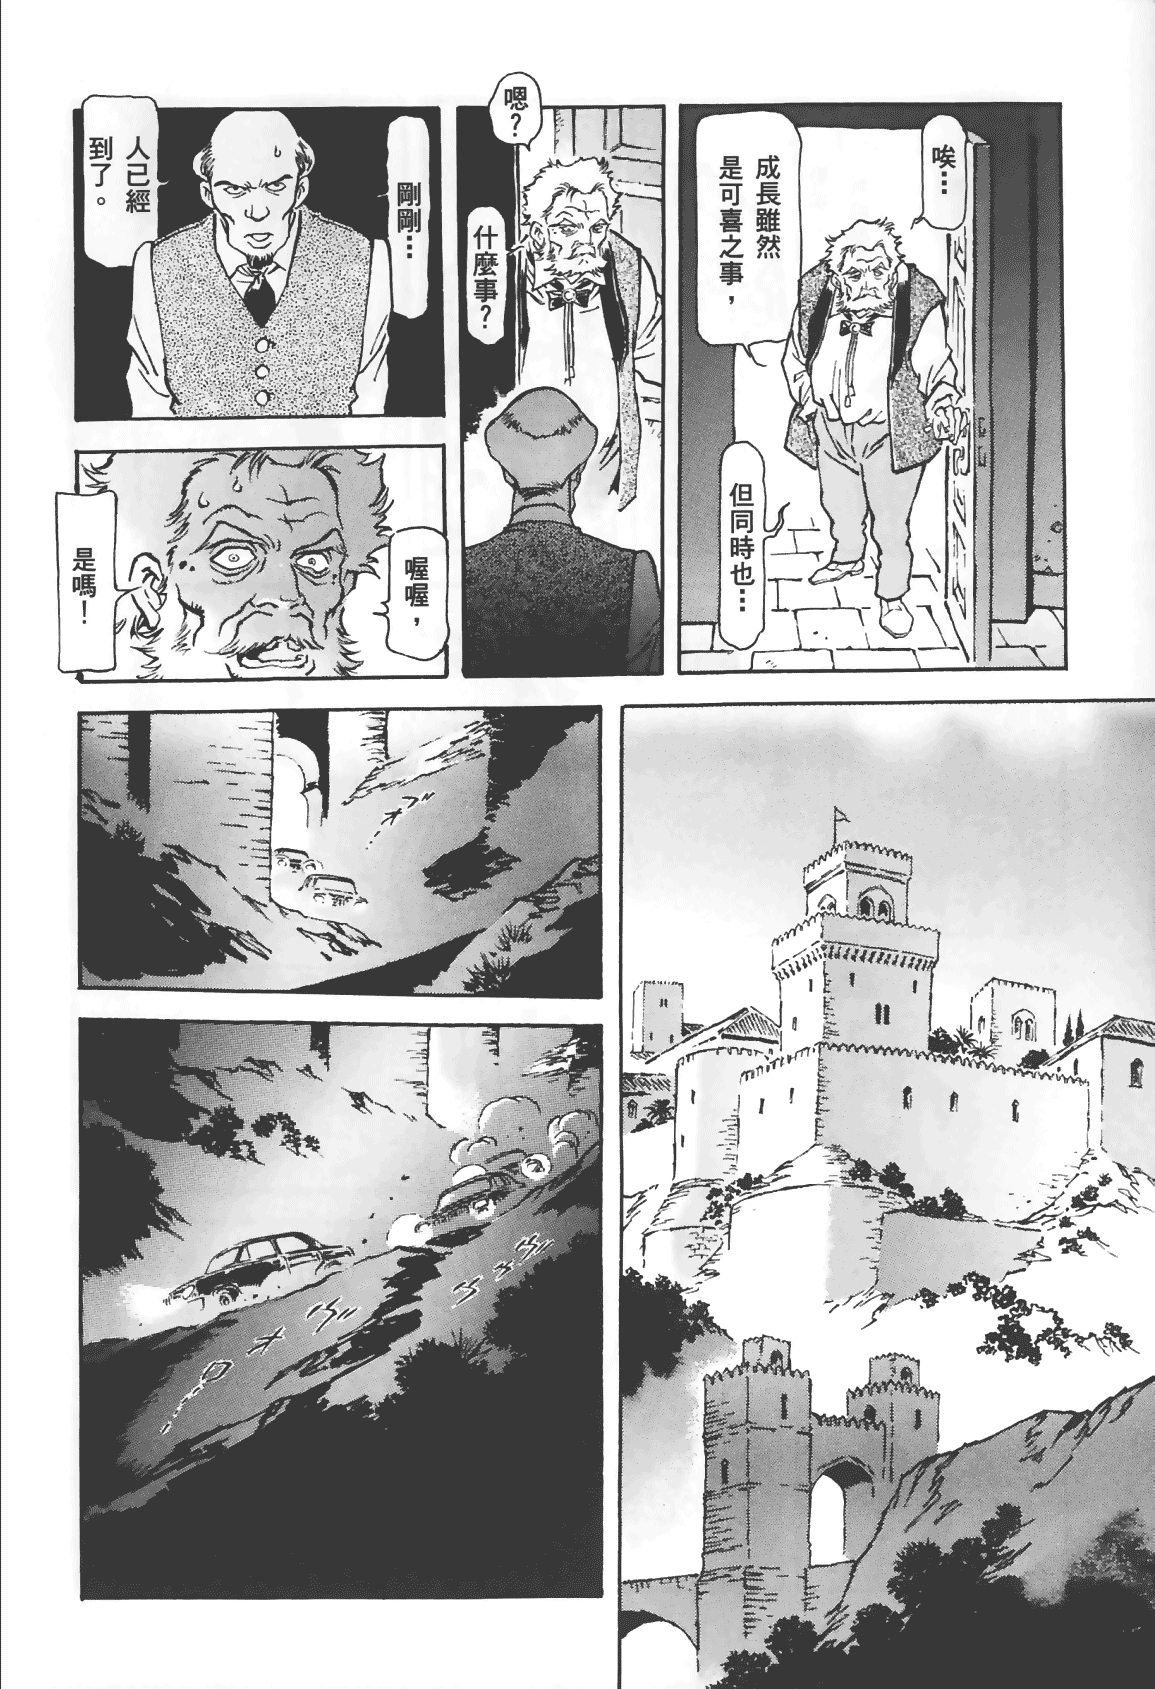 唉…
成長雖然
是可喜之事，
但同時也…
嗯？
什麼事？
剛剛…
人已經
到了。
喔喔，
是嗎！